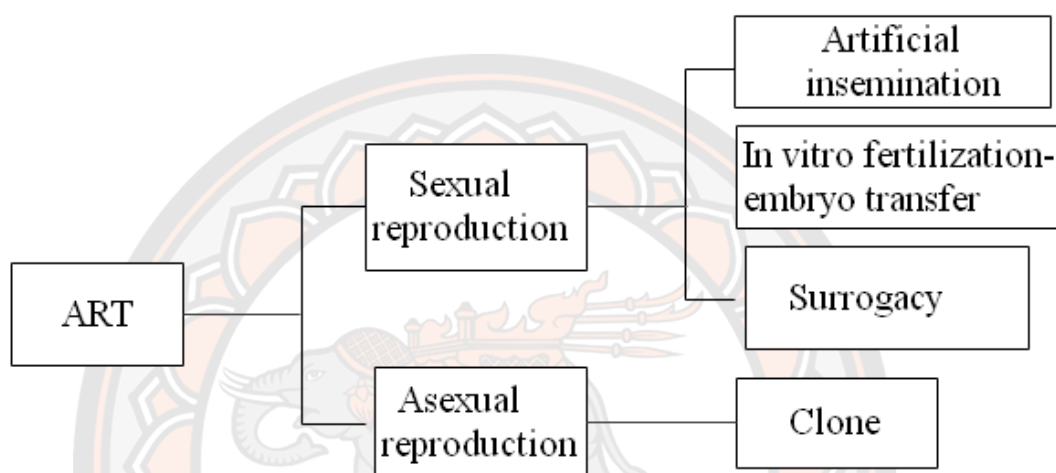 Artificial
insemination
In vitro fertilization-
embryo transfer
Sexual
reproduction
Surrogacy
ART
Asexual
reproduction
Clone